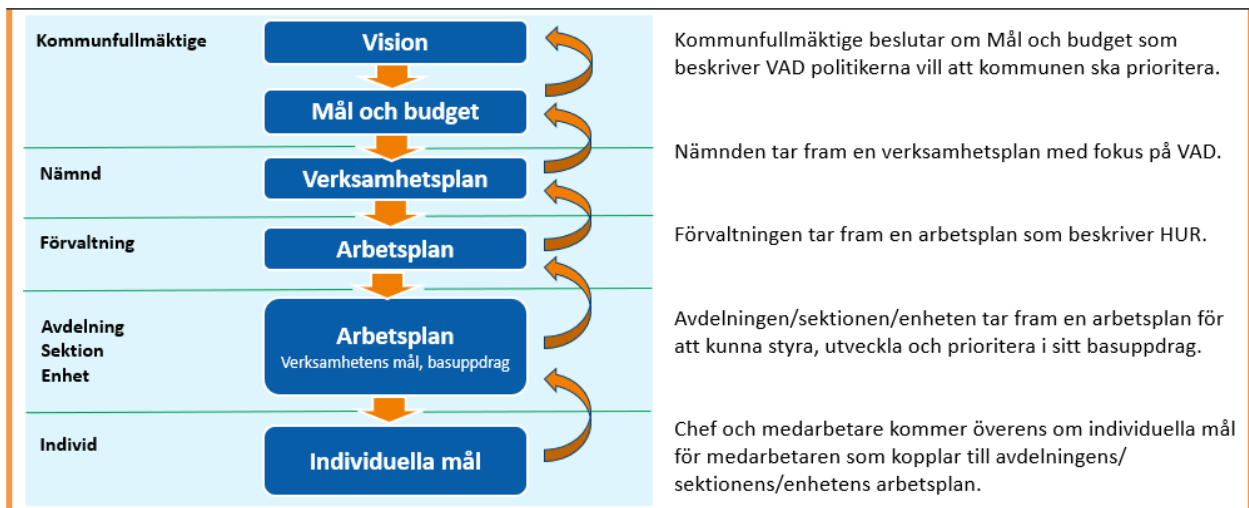 Kommunfullmäktige
Vision
Kommunfullmäktige beslutar om Mål och budget som
beskriver VAD politikerna vill att kommunen ska prioritera.
Mål och budget
Nämnd
Verksamhetsplan
Nämnden tar fram en verksamhetsplan med fokus på VAD.
Förvaltning
Arbetsplan
Förvaltningen tar fram en arbetsplan som beskriver HUR.
Avdelning
Sektion
Enhet
Arbetsplan
Verksamhetens mål, basuppdrag
Avdelningen/sektionen/enheten tar fram en arbetsplan för
att kunna styra, utveckla och prioritera i sitt basuppdrag.
Individ
Individuella mål
Chef och medarbetare kommer överens om individuella mål
för medarbetaren som kopplar till avdelningens/
sektionens/enhetens arbetsplan.